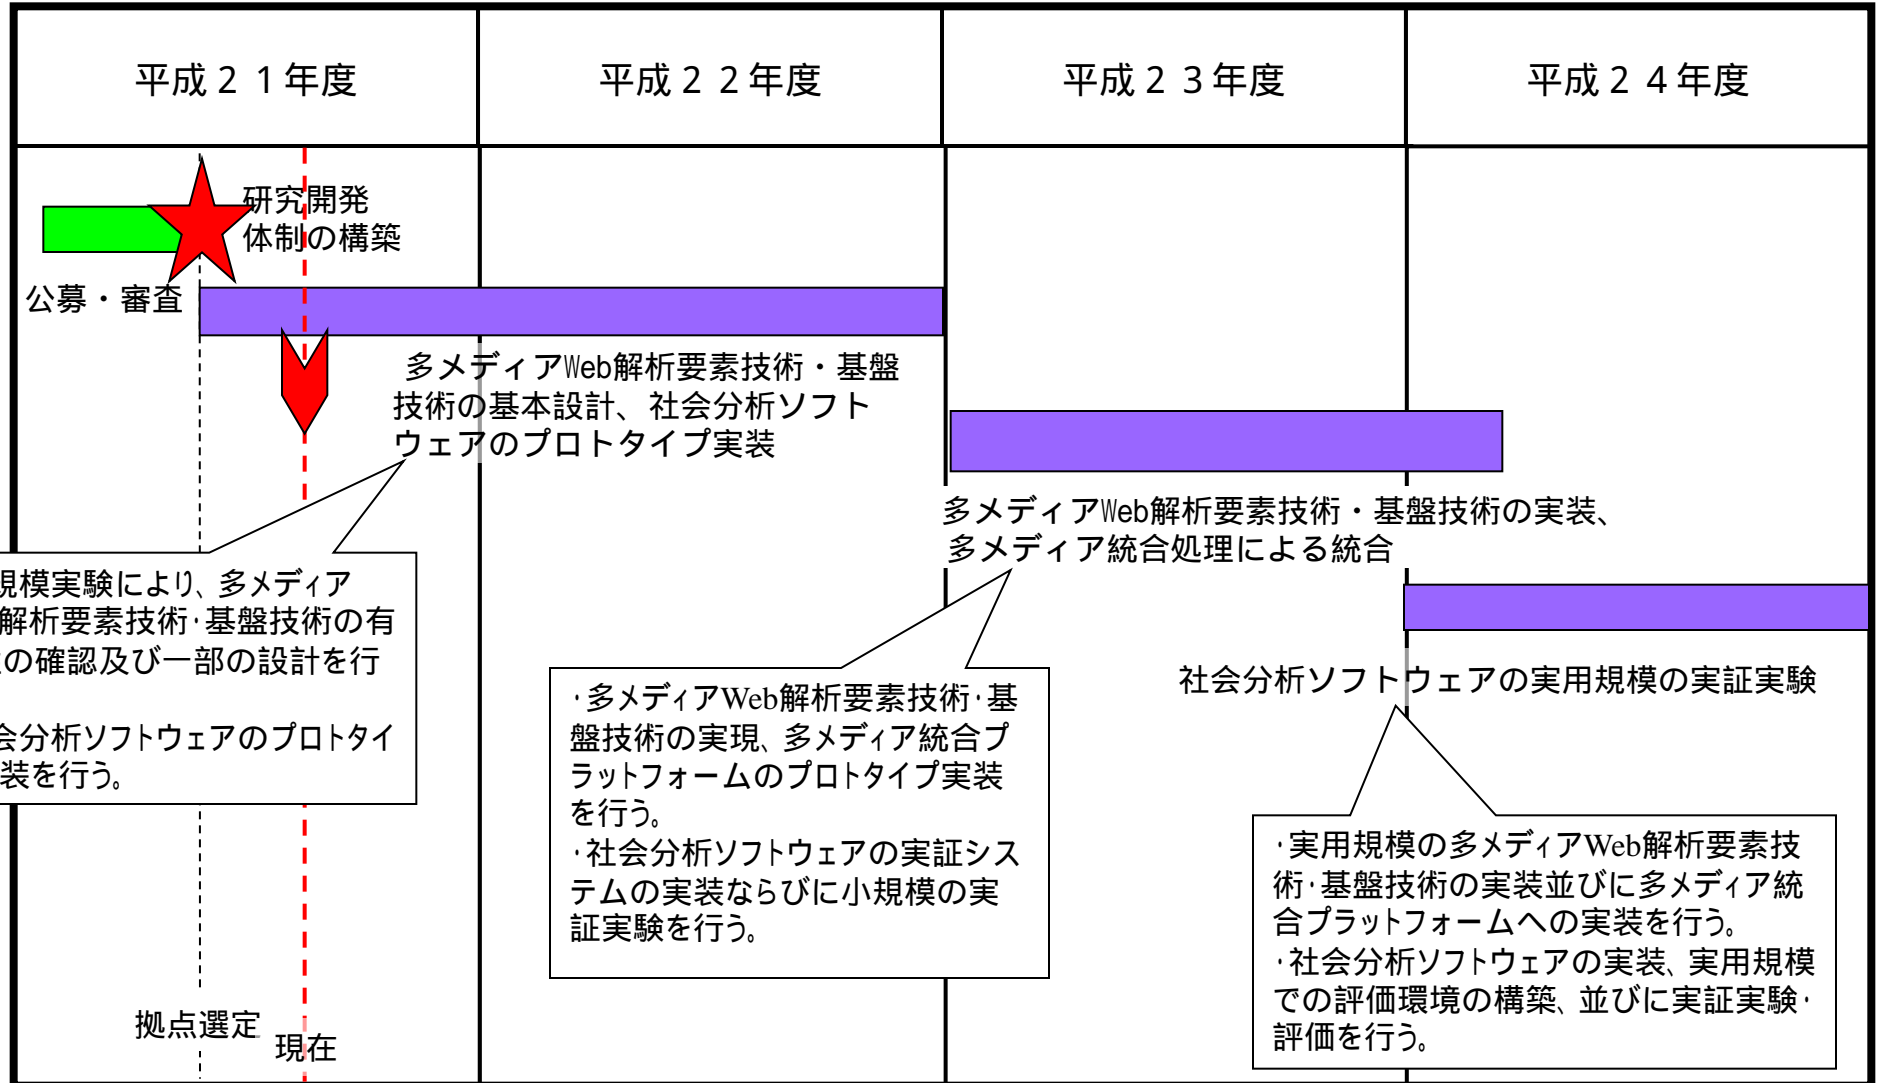 平成２１年度
平成２２年度
平成２３年度
平成２４年度
研究開発
体制の構築
公募・審査
多メディアWeb解析要素技術・基盤
技術の基本設計、社会分析ソフト
ウェアのプロトタイプ実装
規模実験により、多メディア
解析要素技術・基盤技術の有
の確認及び一部の設計を行
会分析ソフトウェアのプロトタイ
装を行う。
多メディアWeb解析要素技術・基盤技術の実装、
多メディア統合処理による統合
・多メディアWeb解析要素技術・基
盤技術の実現、多メディア統合プ
ラットフォームのプロトタイプ実装
を行う。
・社会分析ソフトウェアの実証シス
テムの実装ならびに小規模の実
証実験を行う。
社会分析ソフトウェアの実用規模の実証実験
・実用規模の多メディアWeb解析要素技
術・基盤技術の実装並びに多メディア統
合プラットフォームへの実装を行う。
・社会分析ソフトウェアの実装、実用規模
での評価環境の構築、並びに実証実験・
評価を行う。
拠点選定
現在